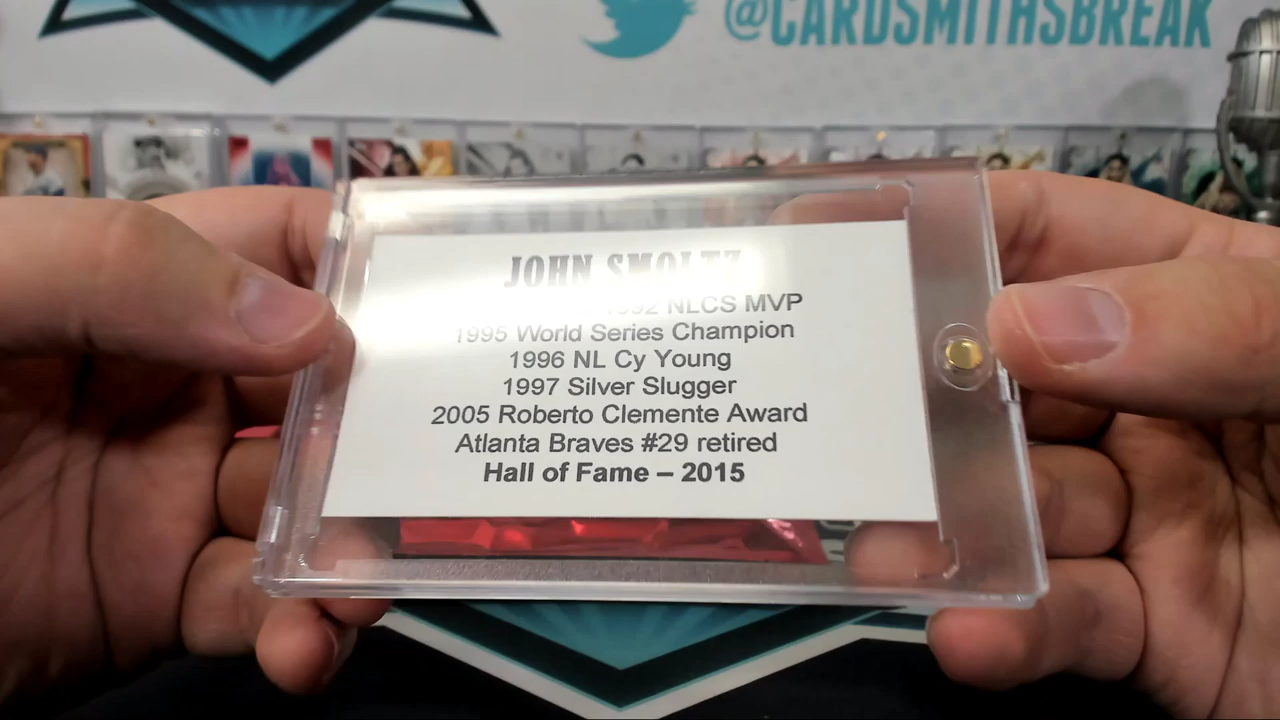 @CARDSMITHSBREAK
JOHN SMOLTZ
1992 NLCS MVP
1995 World Series Champion
1996 NL Cy Young
1997 Silver Slugger
2005 Roberto Clemente Award
Atlanta Braves #29 retired
Hall of Fame – 2015